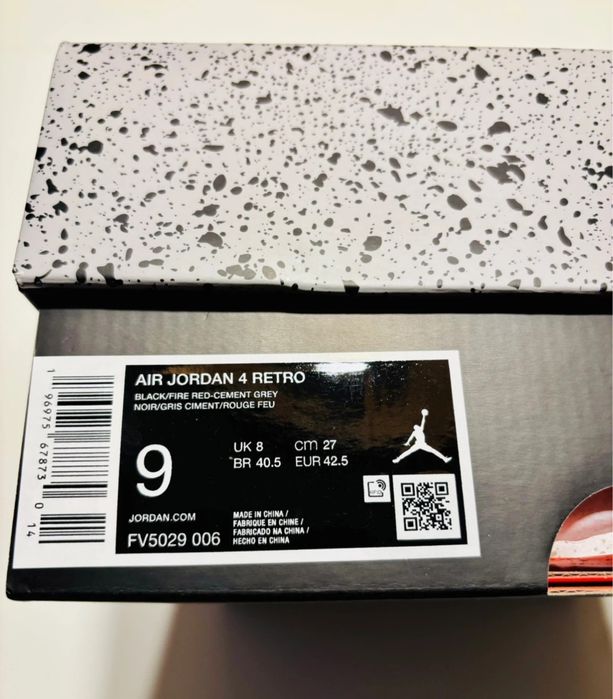 AIR JORDAN 4 RETRO
BLACK/FIRE RED-CEMENT GREY
NOIR/GRIS CIMENT/ROUGE FEU
9
UK 8 cm 27
BR 40.5 EUR 42.5
JORDAN.COM
FV5029 006
MADE IN CHINA /
FABRIQUE EN CHINE /
FABRICADO NA CHINA /
HECHO EN CHINA
1 96975 67873 0 14